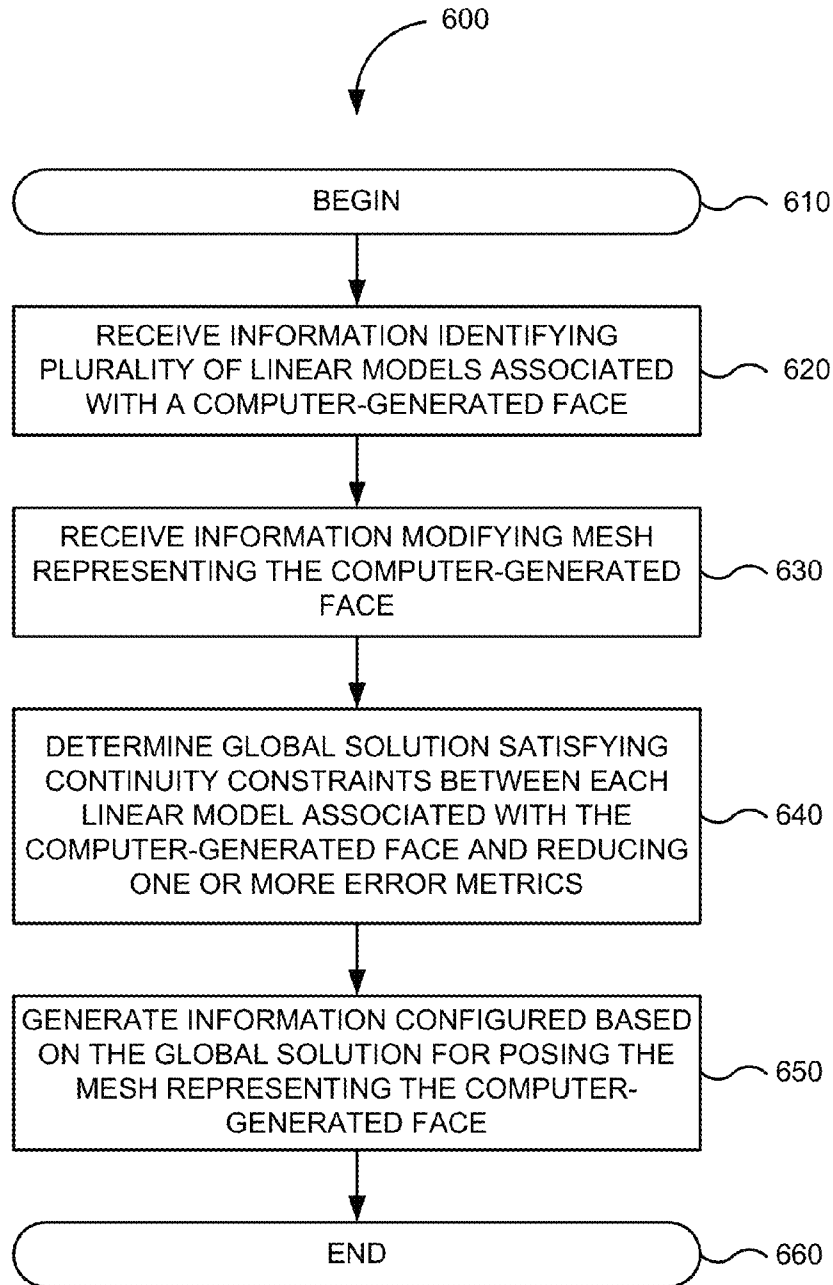 600
BEGIN
610
RECEIVE INFORMATION IDENTIFYING
PLURALITY OF LINEAR MODELS ASSOCIATED
WITH A COMPUTER-GENERATED FACE
620
RECEIVE INFORMATION MODIFYING MESH
REPRESENTING THE COMPUTER-GENERATED
FACE
630
DETERMINE GLOBAL SOLUTION SATISFYING
CONTINUITY CONSTRAINTS BETWEEN EACH
LINEAR MODEL ASSOCIATED WITH THE
COMPUTER-GENERATED FACE AND REDUCING
ONE OR MORE ERROR METRICS
640
GENERATE INFORMATION CONFIGURED BASED
ON THE GLOBAL SOLUTION FOR POSING THE
MESH REPRESENTING THE COMPUTER-
GENERATED FACE
650
END
660